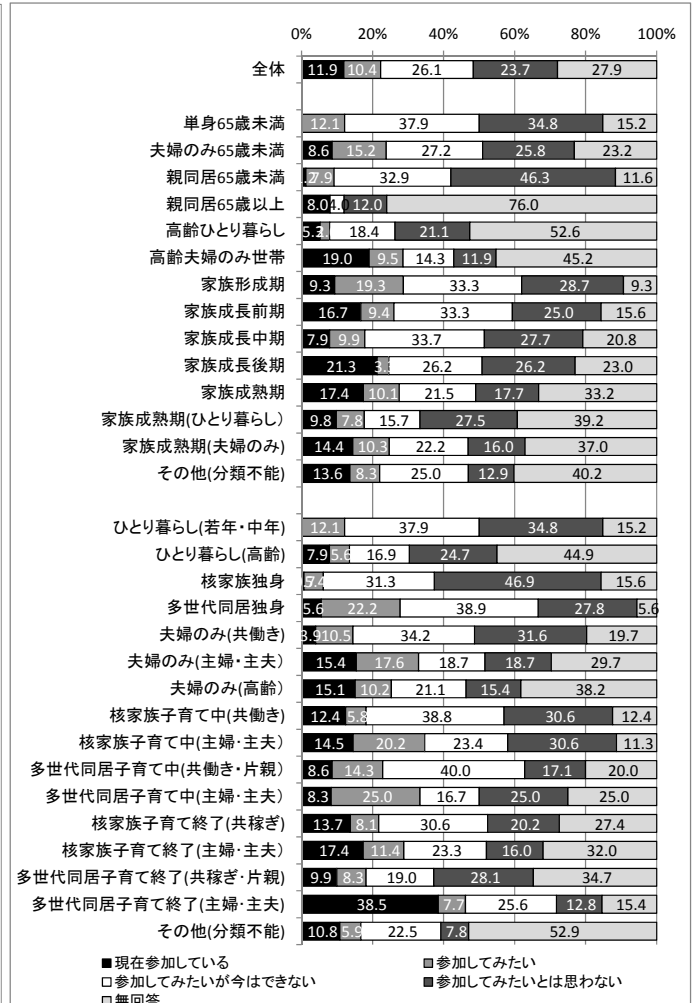 0% 20% 40% 60% 80% 100%
全体 11.9 10.4 26.1 23.7 27.9
単身65歳未満 12.1 37.9 34.8 15.2
夫婦のみ65歳未満 8.6 15.2 27.2 25.8 23.2
親同居65歳未満 7.9 32.9 46.3 11.6
親同居65歳以上 8.0 4.0 12.0 76.0
高齢ひとり暮らし 5.3 18.4 21.1 52.6
高齢夫婦のみ世帯 19.0 9.5 14.3 11.9 45.2
家族形成期 9.3 19.3 33.3 28.7 9.3
家族成長前期 16.7 9.4 33.3 25.0 15.6
家族成長中期 7.9 9.9 33.7 27.7 20.8
家族成長後期 21.3 3.3 26.2 26.2 23.0
家族成熟期 17.4 10.1 21.5 17.7 33.2
家族成熟期(ひとり暮らし) 9.8 7.8 15.7 27.5 39.2
家族成熟期(夫婦のみ) 14.4 10.3 22.2 16.0 37.0
その他(分類不能) 13.6 8.3 25.0 12.9 40.2
ひとり暮らし(若年・中年) 12.1 37.9 34.8 15.2
ひとり暮らし(高齢) 7.9 5.6 16.9 24.7 44.9
核家族独身 31.3 46.9 15.6
多世代同居独身 5.6 22.2 38.9 27.8 5.6
夫婦のみ(共働き) 3.9 10.5 34.2 31.6 19.7
夫婦のみ(主婦・主夫) 15.4 17.6 18.7 18.7 29.7
夫婦のみ(高齢) 15.1 10.2 21.1 15.4 38.2
核家族子育て中(共働き) 12.4 5.8 38.8 30.6 12.4
核家族子育て中(主婦・主夫) 14.5 20.2 23.4 30.6 11.3
多世代同居子育て中(共働き・片親) 8.6 14.3 40.0 17.1 20.0
多世代同居子育て中(主婦・主夫) 8.3 25.0 16.7 25.0 25.0
核家族子育て終了(共稼ぎ) 13.7 8.1 30.6 20.2 27.4
核家族子育て終了(主婦・主夫) 17.4 11.4 23.3 16.0 32.0
多世代同居子育て終了(共稼ぎ・片親) 9.9 8.3 19.0 28.1 34.7
多世代同居子育て終了(主婦・主夫) 38.5 7.7 25.6 12.8 15.4
その他(分類不能) 10.8 5.9 22.5 7.8 52.9
■現在参加している ■参加してみたい
□参加してみたいが今はできない ■参加してみたいとは思わない
□無回答